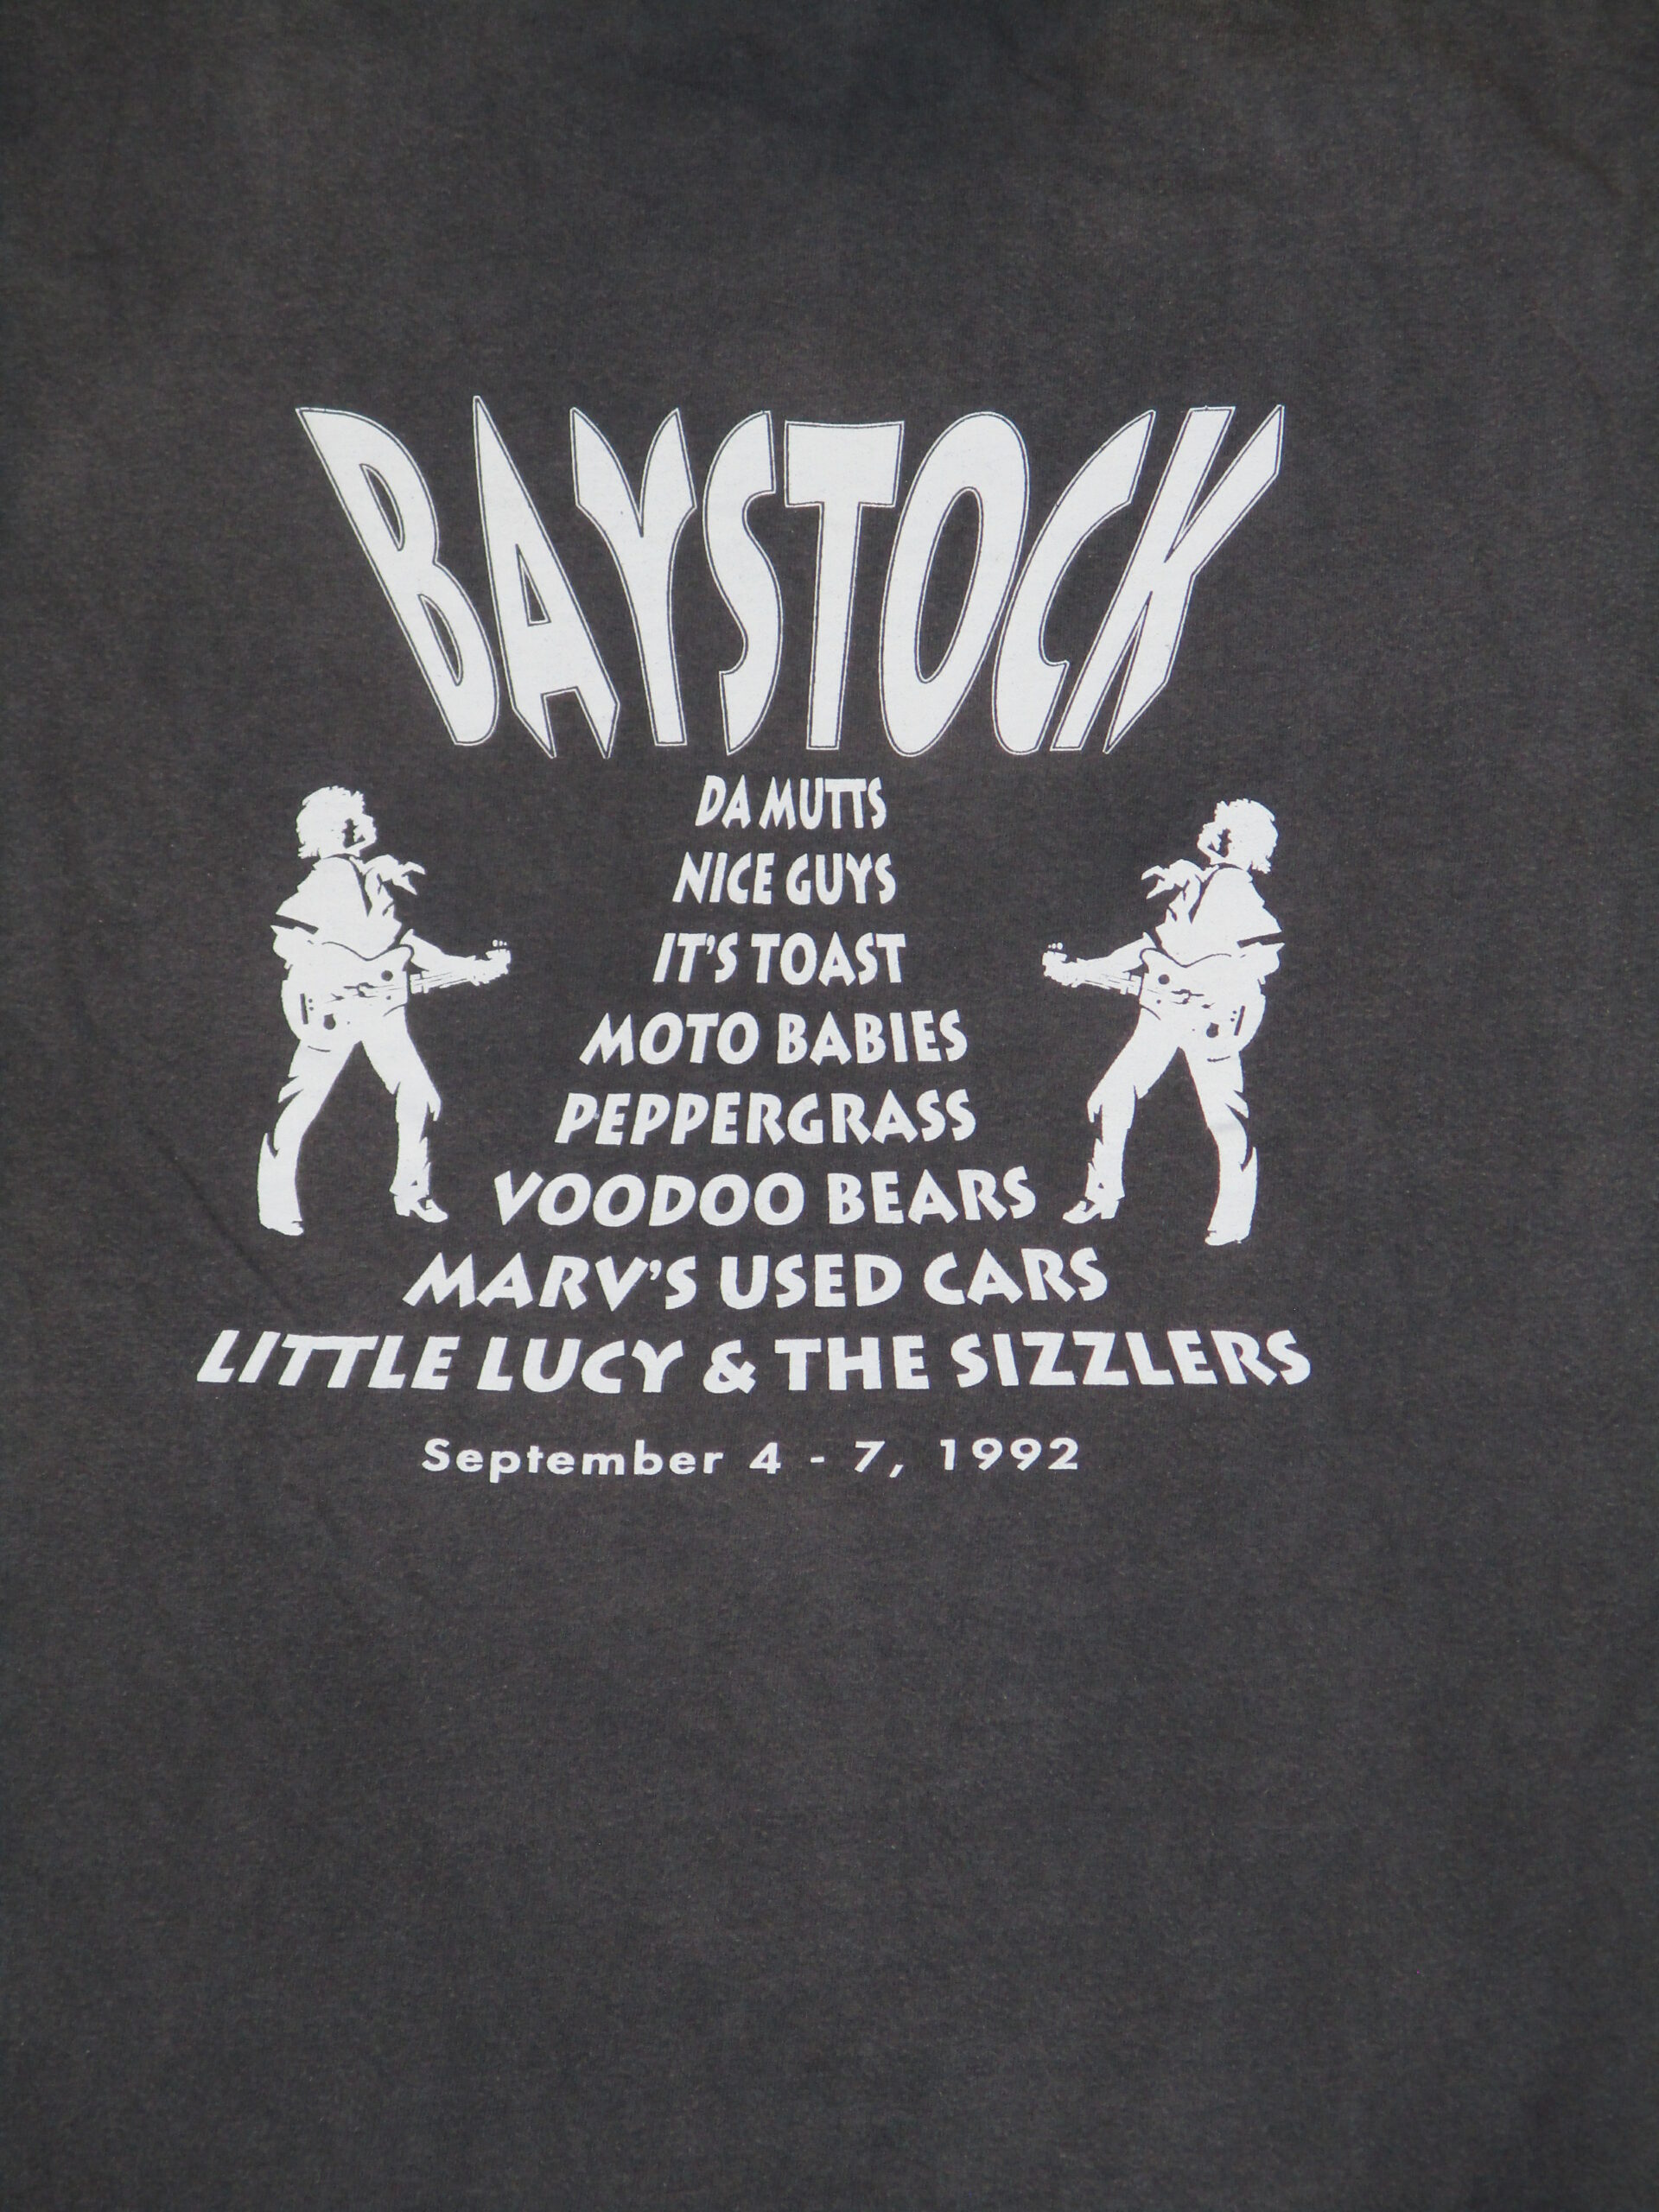 BAYSTOCK
DA MUTTS
NICE GUYS
IT'S TOAST
MOTO BABIES
PEPPERGRASS
VOODOO BEARS
MARV'S USED CARS
LITTLE LUCY & THE SIZZLERS
September 4 - 7, 1992